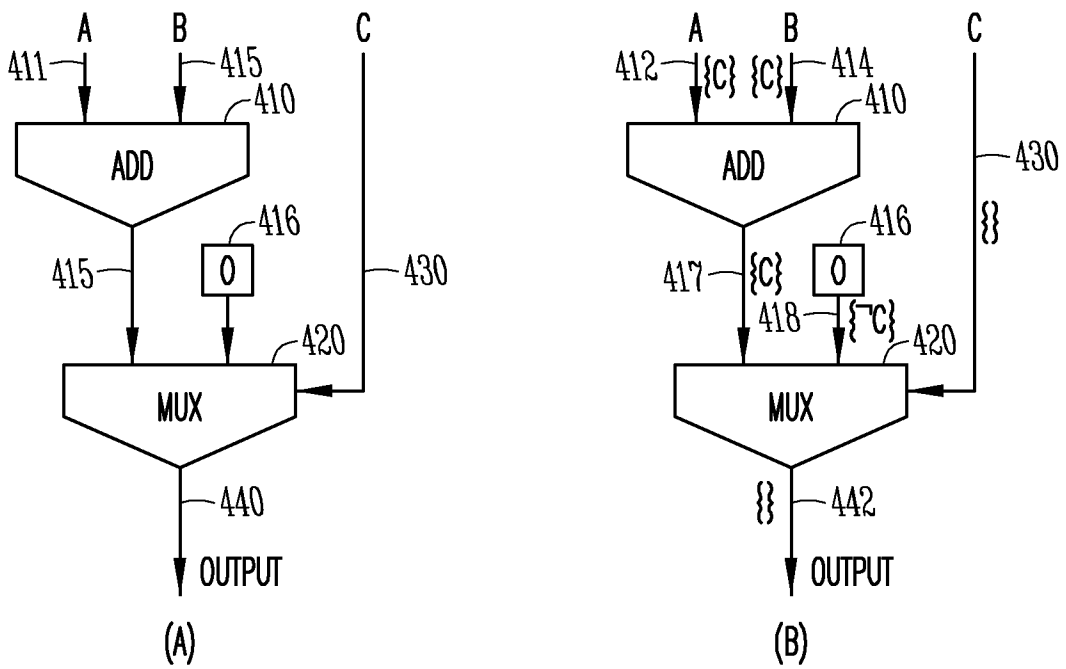 A B C
411 415
410
ADD
416
415 0 430
420
MUX
440
OUTPUT
(A)
A B C
412 {C} {C} 414
410
ADD
430
416 {}
417 {C} 0
418 {¬C}
420
MUX
{} 442
OUTPUT
(B)